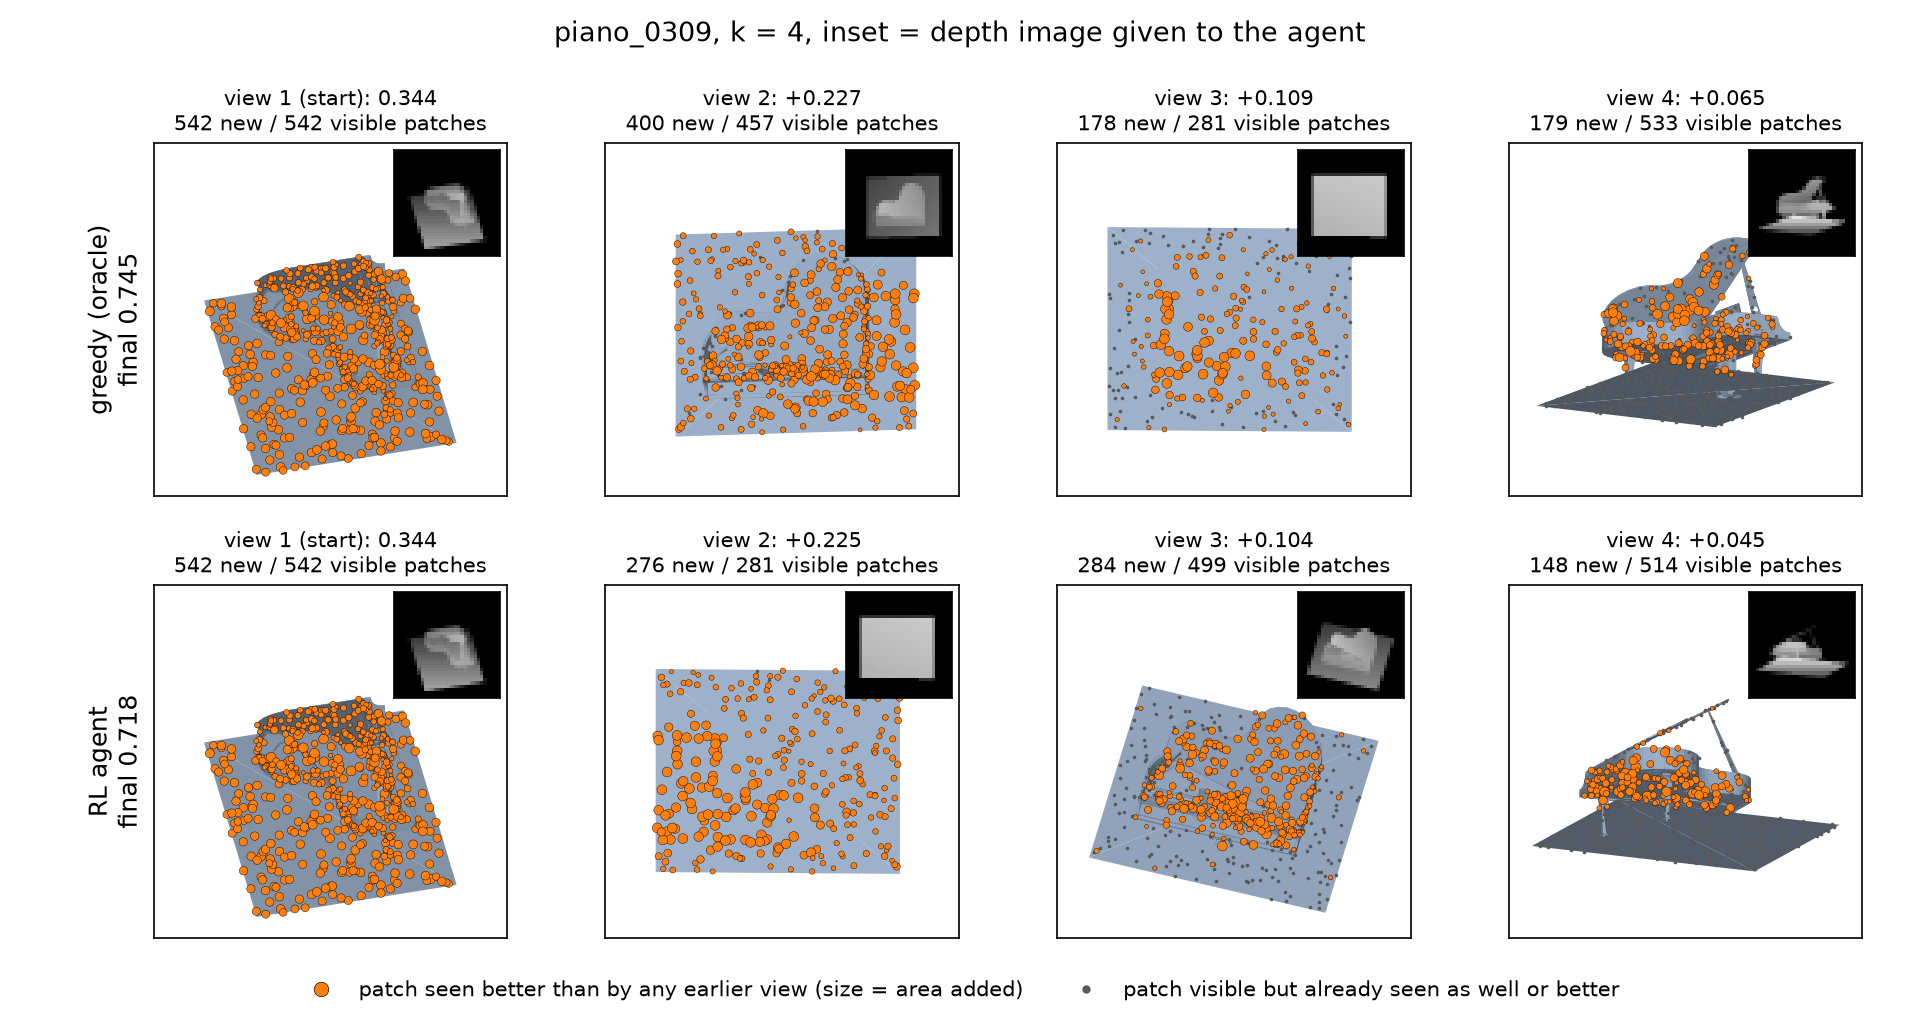 piano_0309, k = 4, inset = depth image given to the agent
greedy (oracle)
final 0.745
view 1 (start): 0.344
542 new / 542 visible patches
view 2: +0.227
400 new / 457 visible patches
view 3: +0.109
178 new / 281 visible patches
view 4: +0.065
179 new / 533 visible patches
RL agent
final 0.718
view 1 (start): 0.344
542 new / 542 visible patches
view 2: +0.225
276 new / 281 visible patches
view 3: +0.104
284 new / 499 visible patches
view 4: +0.045
148 new / 514 visible patches
patch seen better than by any earlier view (size = area added)
patch visible but already seen as well or better